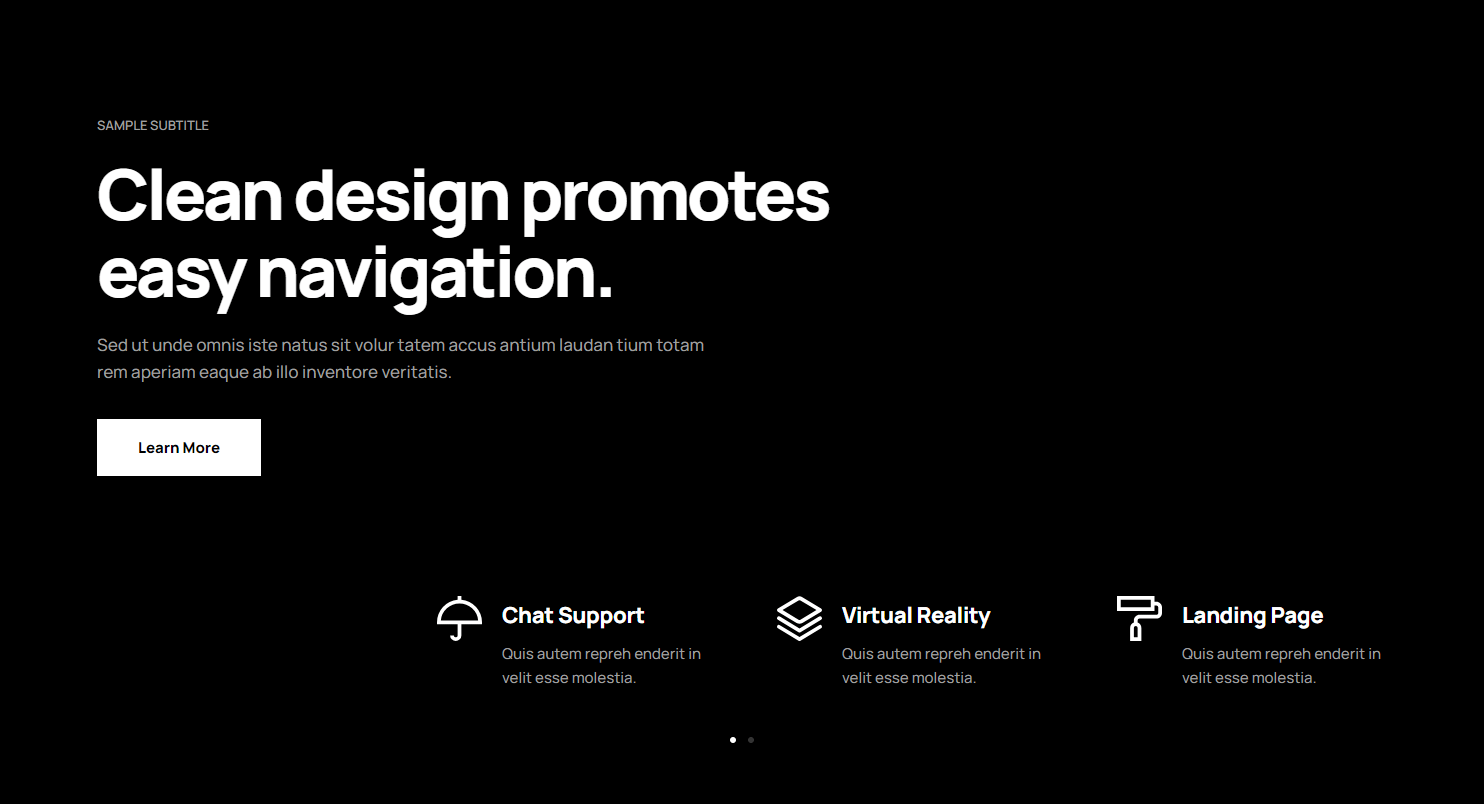 SAMPLE SUBTITLE
Clean design promotes
easy navigation.
Sed ut unde omnis iste natus sit volur tatem accus antium laudan tium totam
rem aperiam eaque ab illo inventore veritatis.
Learn More
Chat Support
Quis autem repreh enderit in
velit esse molestia.
Virtual Reality
Quis autem repreh enderit in
velit esse molestia.
Landing Page
Quis autem repreh enderit in
velit esse molestia.